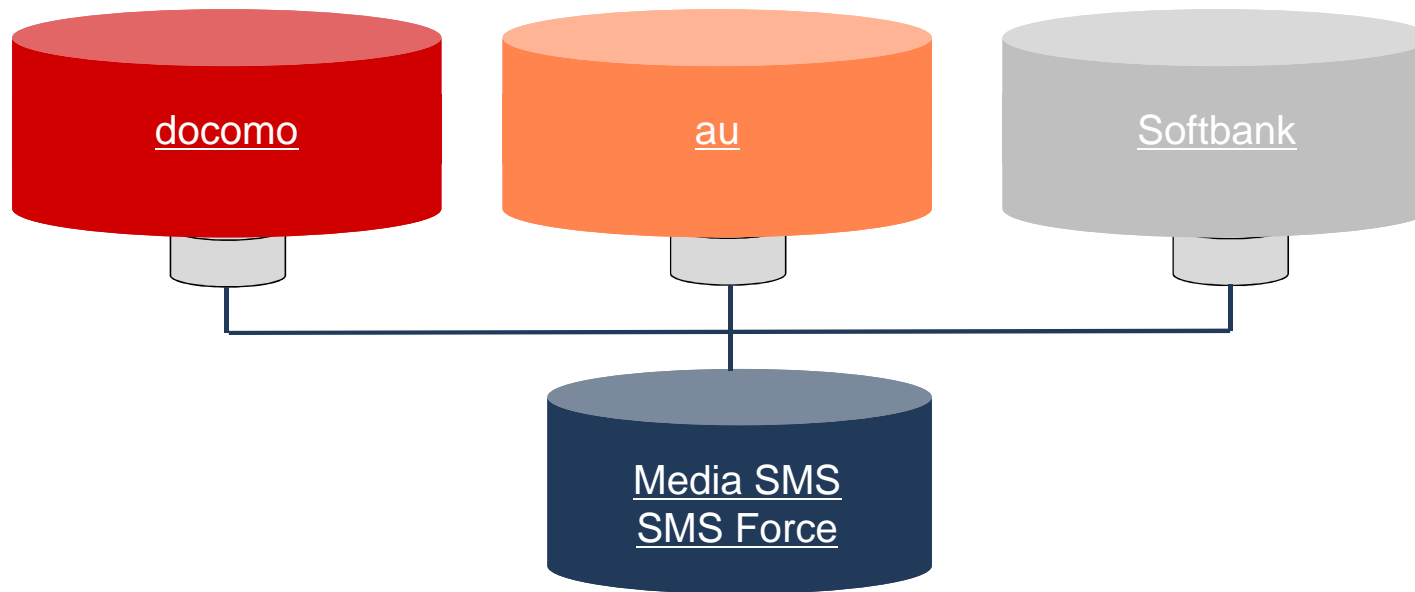 docomo
au
Softbank
Media SMS
SMS Force